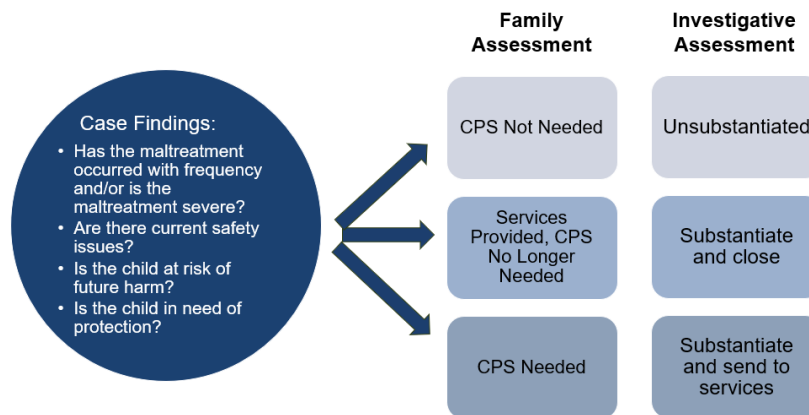 Family
Assessment
Investigative
Assessment
Case Findings:
• Has the maltreatment
occurred with frequency
and/or is the
maltreatment severe?
• Are there current safety
issues?
• Is the child at risk of
future harm?
• Is the child in need of
protection?
CPS Not Needed
Unsubstantiated
Services
Provided, CPS
No Longer
Needed
Substantiate
and close
CPS Needed
Substantiate
and send to
services